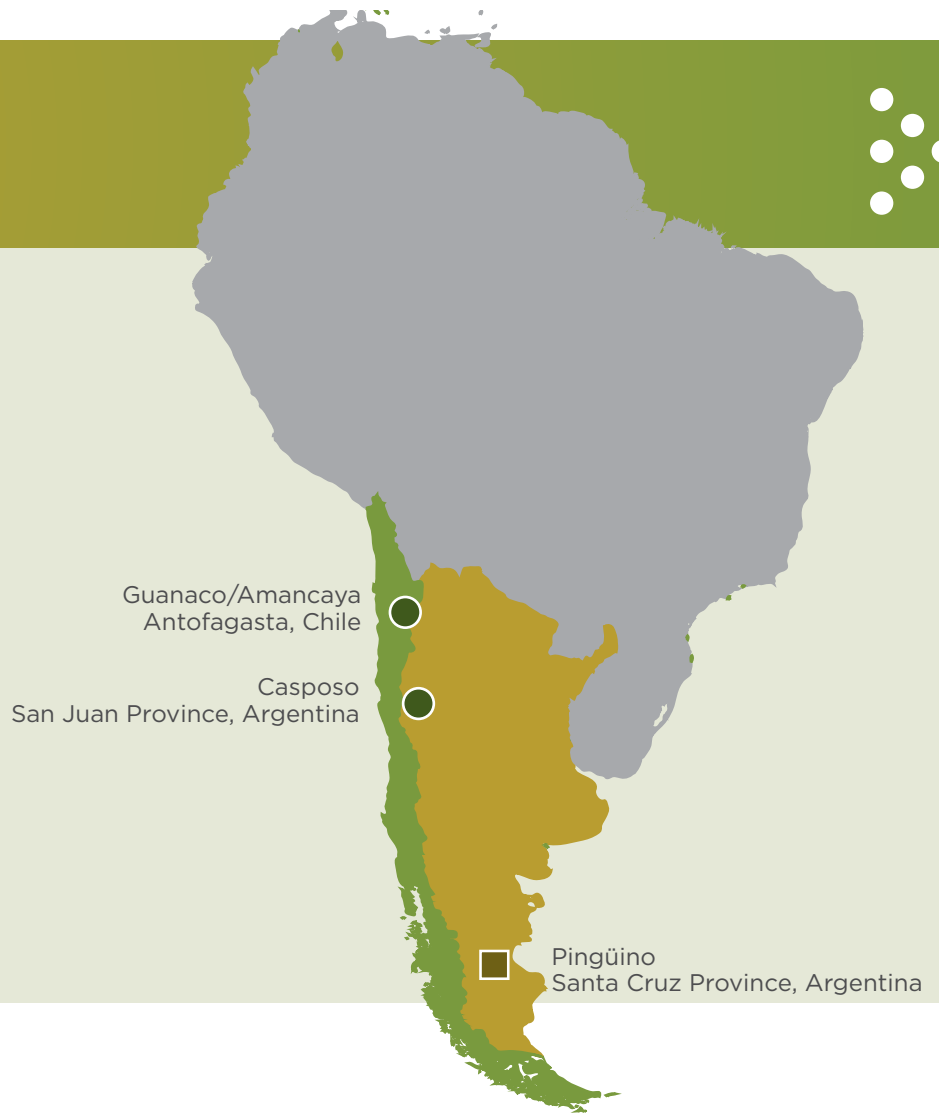 Guanaco/Amancaya
Antofagasta, Chile
Casposo
San Juan Province, Argentina
Pingüino
Santa Cruz Province, Argentina